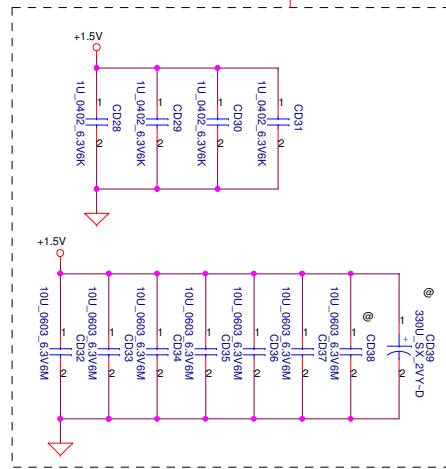 +1.5V
1
2
CD28
1U_0402_6.3V6K
1
2
CD29
1U_0402_6.3V6K
1
2
CD30
1U_0402_6.3V6K
1
2
CD31
1U_0402_6.3V6K
+1.5V
1
2
CD32
10U_0603_6.3V6M
1
2
CD33
10U_0603_6.3V6M
1
2
CD34
10U_0603_6.3V6M
1
2
CD35
10U_0603_6.3V6M
1
2
CD36
10U_0603_6.3V6M
1
2
CD37
10U_0603_6.3V6M
@
1
2
CD38
10U_0603_6.3V6M
@
1
+
2
CD39
330U_SX_2VY~D